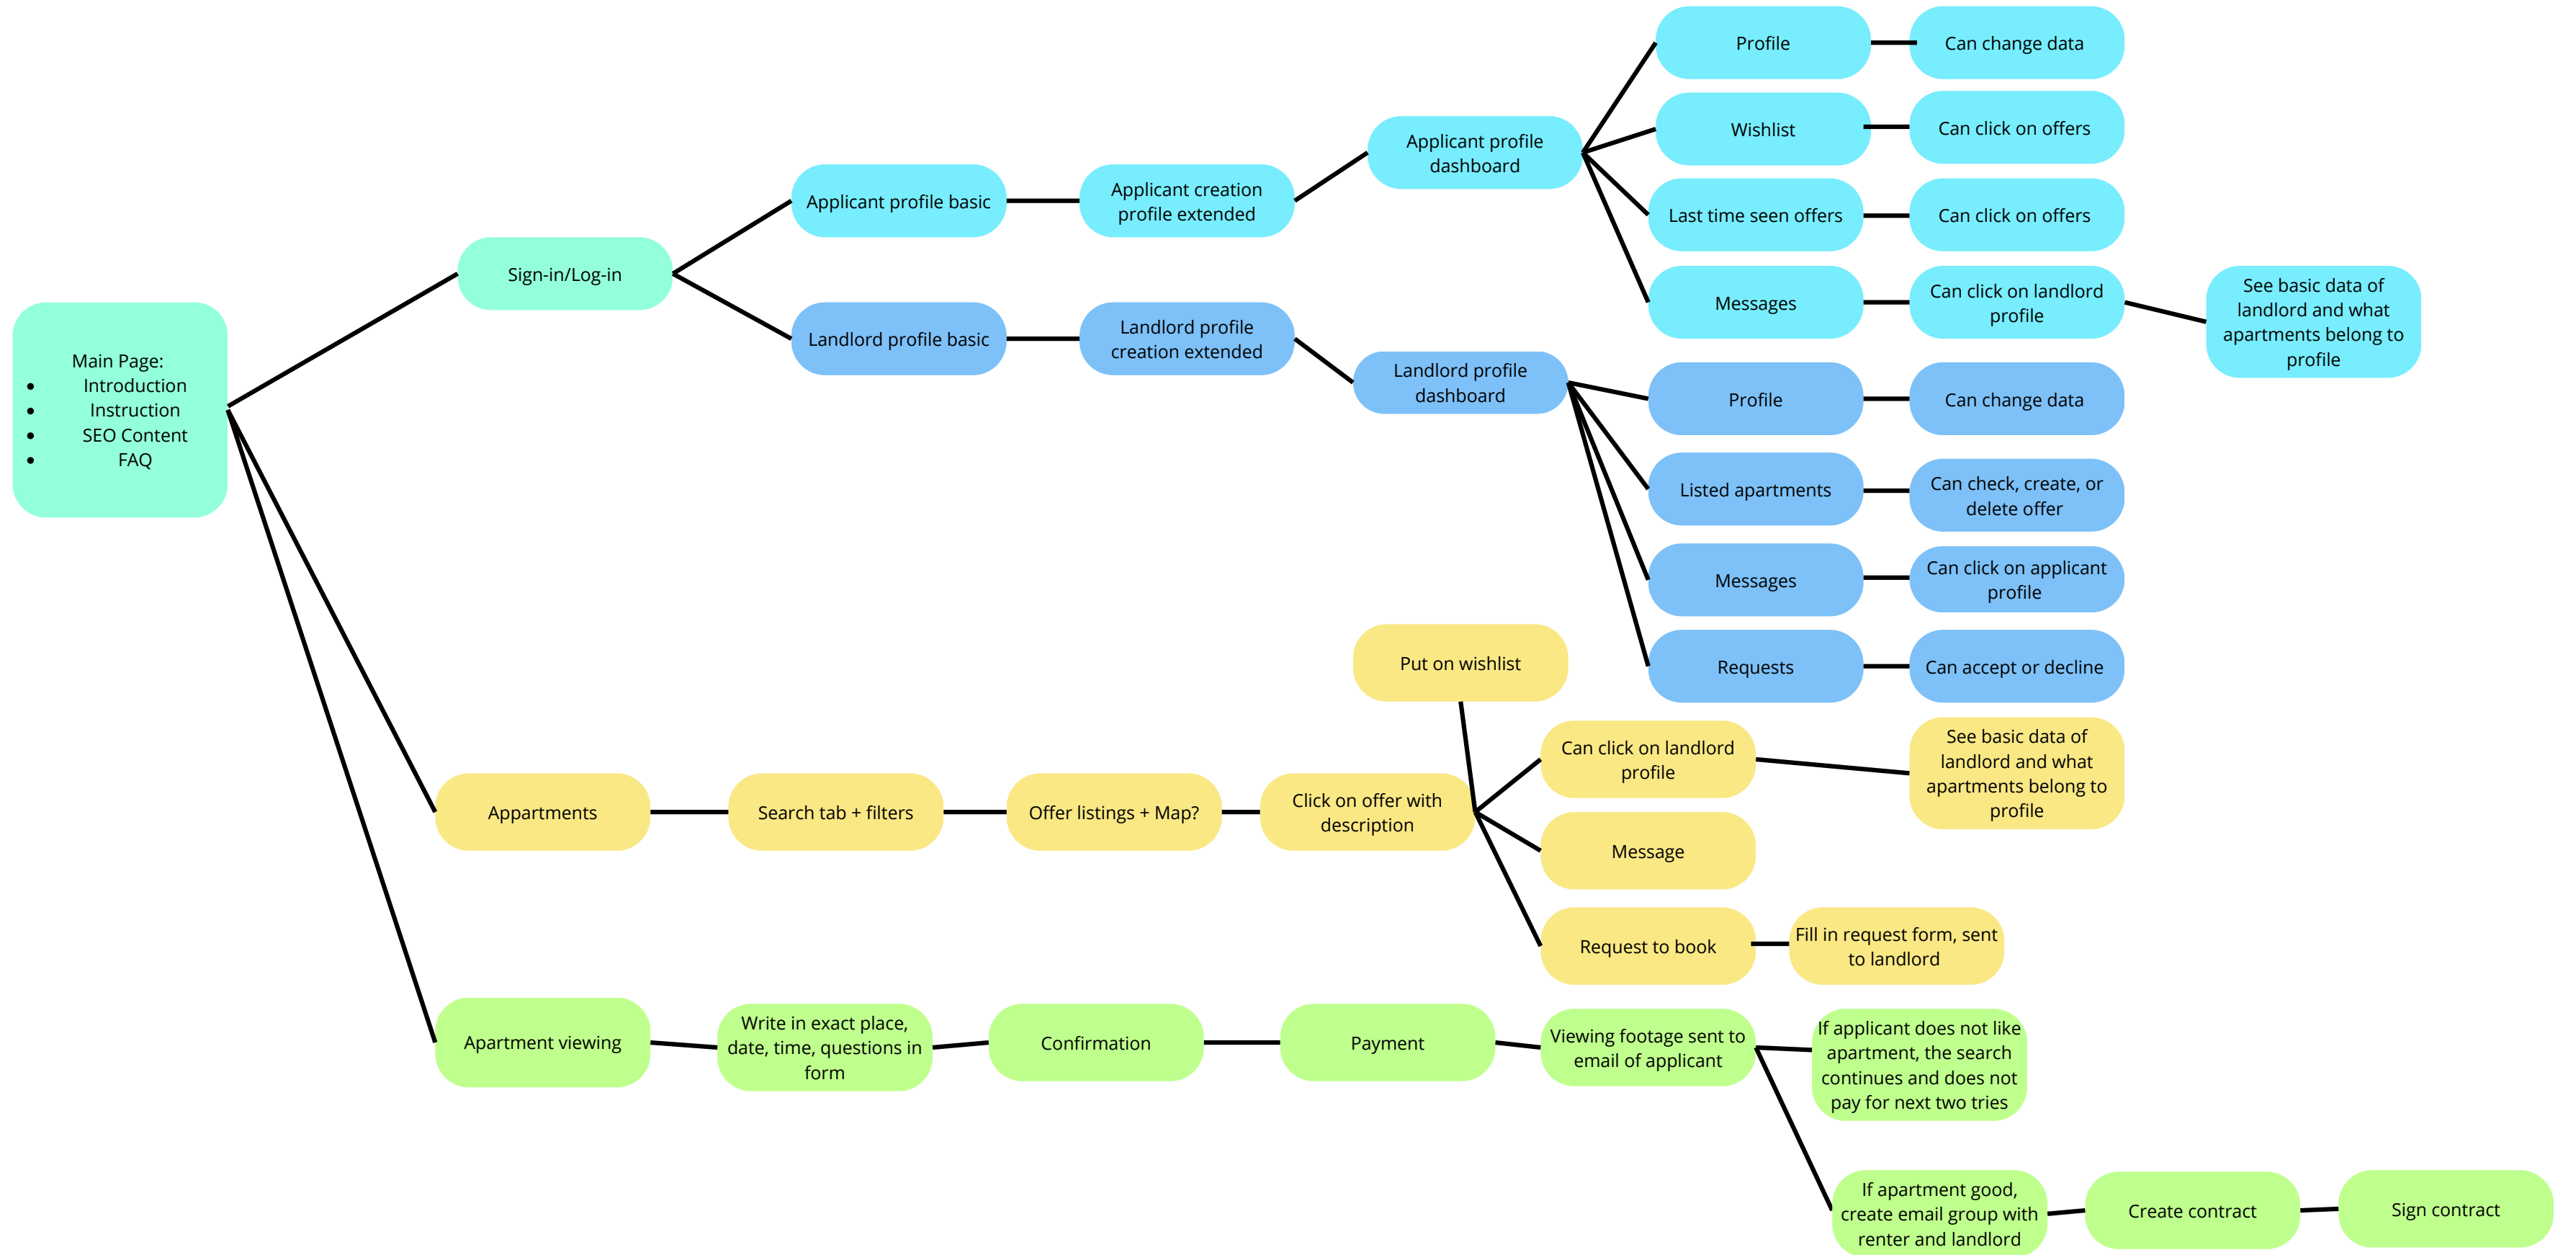 Main Page:
• Introduction
• Instruction
• SEO Content
• FAQ
Sign-in/Log-in
Applicant profile basic
Applicant creation
profile extended
Applicant profile
dashboard
Profile
Can change data
Wishlist
Can click on offers
Last time seen offers
Can click on offers
Messages
Can click on landlord
profile
See basic data of
landlord and what
apartments belong to
profile
Landlord profile basic
Landlord profile
creation extended
Landlord profile
dashboard
Profile
Can change data
Listed apartments
Can check, create, or
delete offer
Messages
Can click on applicant
profile
Requests
Can accept or decline
Appartments
Search tab + filters
Offer listings + Map?
Click on offer with
description
Put on wishlist
Can click on landlord
profile
See basic data of
landlord and what
apartments belong to
profile
Message
Request to book
Fill in request form, sent
to landlord
Apartment viewing
Write in exact place,
date, time, questions in
form
Confirmation
Payment
Viewing footage sent to
email of applicant
If applicant does not like
apartment, the search
continues and does not
pay for next two tries
If apartment good,
create email group with
renter and landlord
Create contract
Sign contract